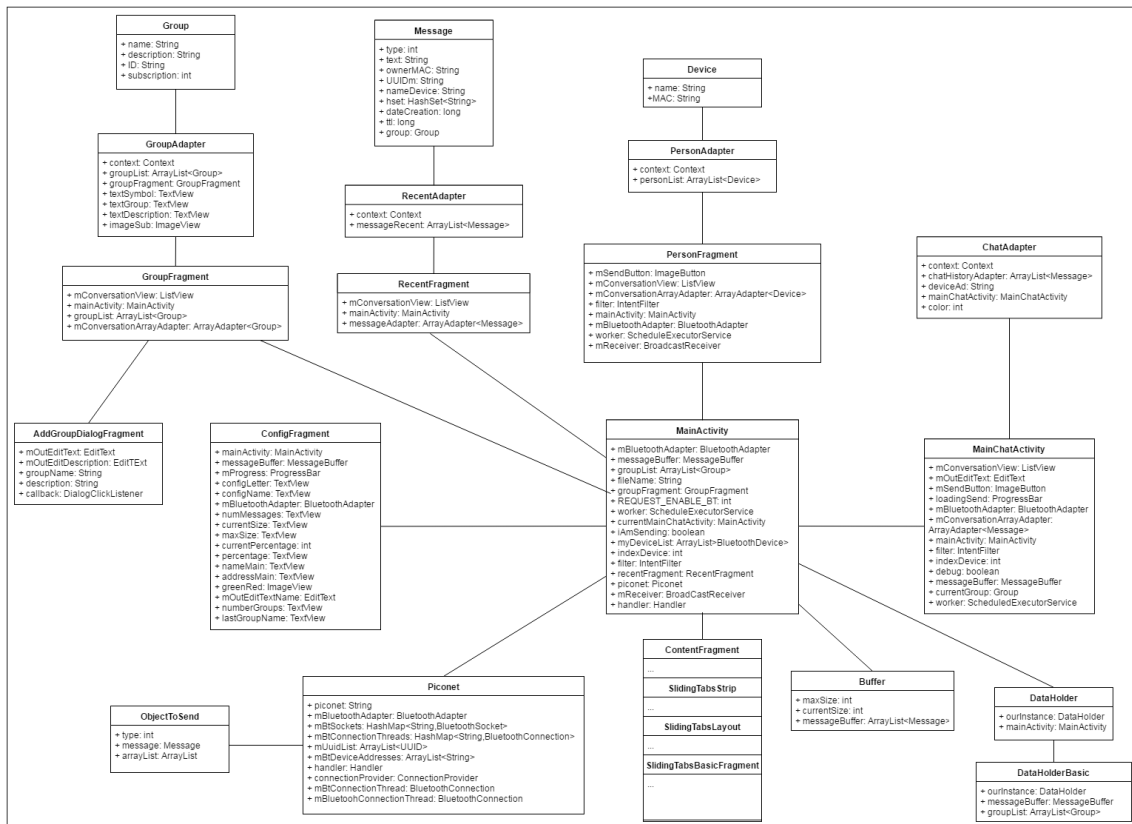 Group
+ name: String
+ description: String
+ ID: String
+ subscription: int
Message
+ type: int
+ text: String
+ ownerMAC: String
+ UUIDm: String
+ nameDevice: String
+ hset: HashSet<String>
+ dateCreation: long
+ ttl: long
+ group: Group
Device
+ name: String
+MAC: String
GroupAdapter
+ context: Context
+ groupList: ArrayList<Group>
+ groupFragment: GroupFragment
+ textSymbol: TextView
+ textGroup: TextView
+ textDescription: TextView
+ imageSub: ImageView
RecentAdapter
+ context: Context
+ messageRecent: ArrayList<Message>
PersonAdapter
+ context: Context
+ personList: ArrayList<Device>
GroupFragment
+ mConversationView: ListView
+ mainActivity: MainActivity
+ groupList: ArrayList<Group>
+ mConversationArrayAdapter: ArrayAdapter<Group>
RecentFragment
+ mConversationView: ListView
+ mainActivity: MainActivity
+ messageAdapter: ArrayAdapter<Message>
PersonFragment
+ mSendButton: ImageButton
+ mConversationView: ListView
+ mConversationArrayAdapter: ArrayAdapter<Device>
+ filter: IntentFilter
+ mainActivity: MainActivity
+ mBluetoothAdapter: BluetoothAdapter
+ worker: ScheduleExecutorService
+ mReceiver: BroadcastReceiver
ChatAdapter
+ context: Context
+ chatHistoryAdapter: ArrayList<Message>
+ deviceAd: String
+ mainChatActivity: MainChatActivity
+ color: int
AddGroupDialogFragment
+ mOutEditText: EditText
+ mOutEditDescription: EditTExt
+ groupName: String
+ description: String
+ callback: DialogClickListener
ConfigFragment
+ mainActivity: MainActivity
+ messageBuffer: MessageBuffer
+ mProgress: ProgressBar
+ configLetter: TextView
+ configName: TextView
+ mBluetoothAdapter: BluetoothAdapter
+ numMessages: TextView
+ currentSize: TextView
+ maxSize: TextView
+ currentPercentage: int
+ percentage: TextView
+ nameMain: TextView
+ addressMain: TextView
+ greenRed: ImageView
+ mOutEditTextName: EditText
+ numberGroups: TextView
+ lastGroupName: TextView
MainActivity
+ mBluetoothAdapter: BluetoothAdapter
+ messageBuffer: MessageBuffer
+ groupList: ArrayList<Group>
+ fileName: String
+ groupFragment: GroupFragment
+ REQUEST_ENABLE_BT: int
+ worker: ScheduleExecutorService
+ currentMainChatActivity: MainActivity
+ iAmSending: boolean
+ myDeviceList: ArrayList<BluetoothDevice>
+ indexDevice: int
+ filter: IntentFilter
+ recentFragment: RecentFragment
+ piconet: Piconet
+ mReceiver: BroadCastReceiver
+ handler: Handler
MainChatActivity
+ mConversationView: ListView
+ mOutEditText: EditText
+ mSendButton: ImageButton
+ loadingSend: ProgressBar
+ mBluetoothAdapter: BluetoothAdapter
+ mConversationArrayAdapter:
ArrayAdapter<Message>
+ mainActivity: MainActivity
+ filter: IntentFilter
+ indexDevice: int
+ debug: boolean
+ messageBuffer: MessageBuffer
+ currentGroup: Group
+ worker: ScheduledExecutorService
ObjectToSend
+ type: int
+ message: Message
+ arrayList: ArrayList
Piconet
+ piconet: String
+ mBluetoothAdapter: BluetoothAdapter
+ mBtSockets: HashMap<String,BluetoothSocket>
+ mBtConnectionThreads: HashMap<String,BluetoothConnection>
+ mUuidList: ArrayList<UUID>
+ mBtDeviceAddresses: ArrayList<String>
+ handler: Handler
+ connectionProvider: ConnectionProvider
+ mBtConnectionThread: BluetoothConnection
+ mBluetoohConnectionThread: BluetoothConnection
ContentFragment
...
SlidingTabsStrip
...
SlidingTabsLayout
...
SlidingTabsBasicFragment
...
Buffer
+ maxSize: int
+ currentSize: int
+ messageBuffer: ArrayList<Message>
DataHolder
+ ourInstance: DataHolder
+ mainActivity: MainActivity
DataHolderBasic
+ ourInstance: DataHolder
+ messageBuffer: MessageBuffer
+ groupList: ArrayList<Group>